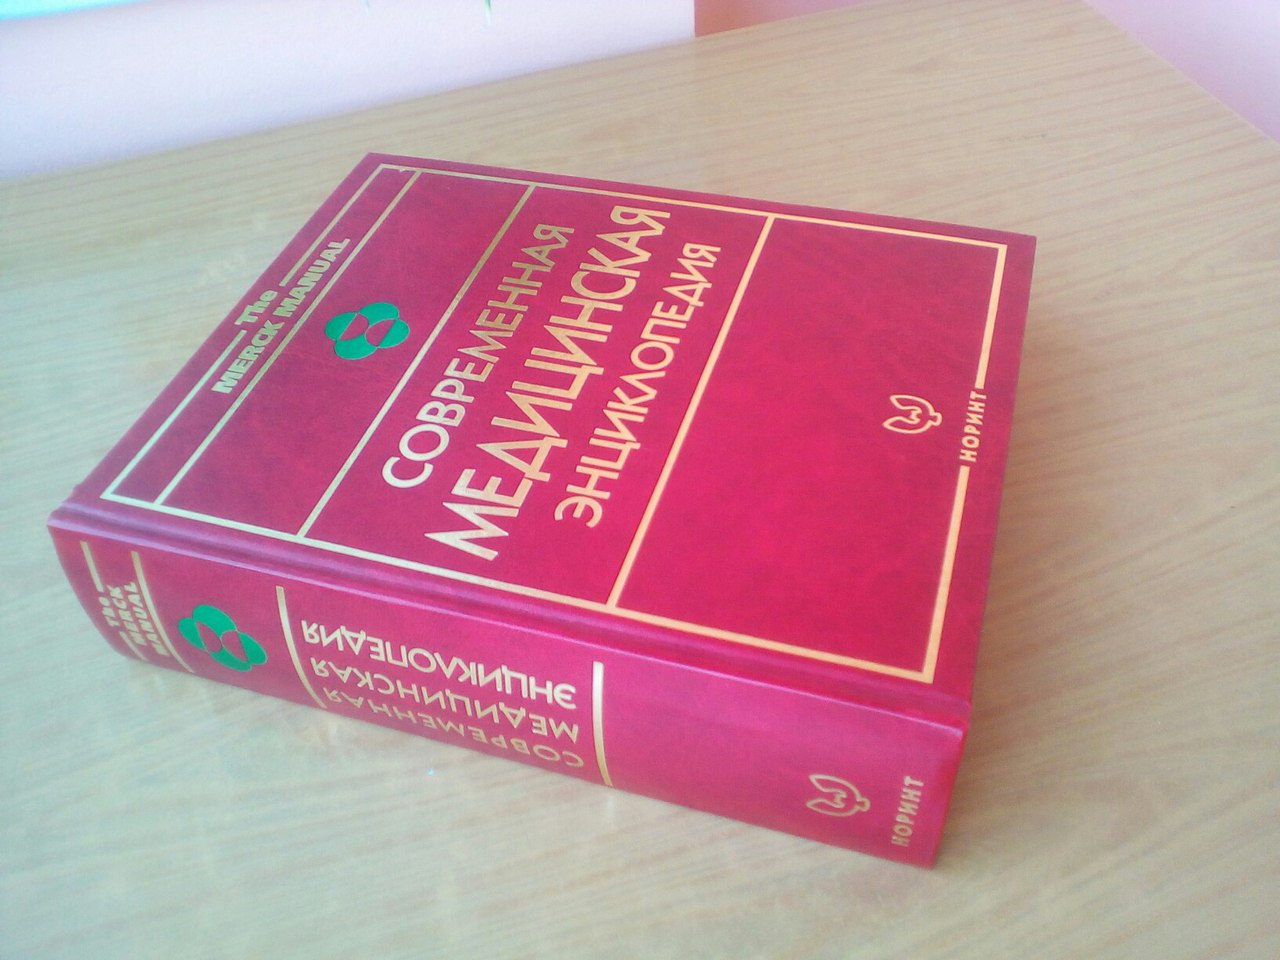 The
MERCK MANUAL
СОВРЕМЕННАЯ
МЕДИЦИНСКАЯ
ЭНЦИКЛОПЕДИЯ
НОРИНТ
The
MERCK
MANUAL
СОВРЕМЕННАЯ
МЕДИЦИНСКАЯ
ЭНЦИКЛОПЕДИЯ
НОРИНТ